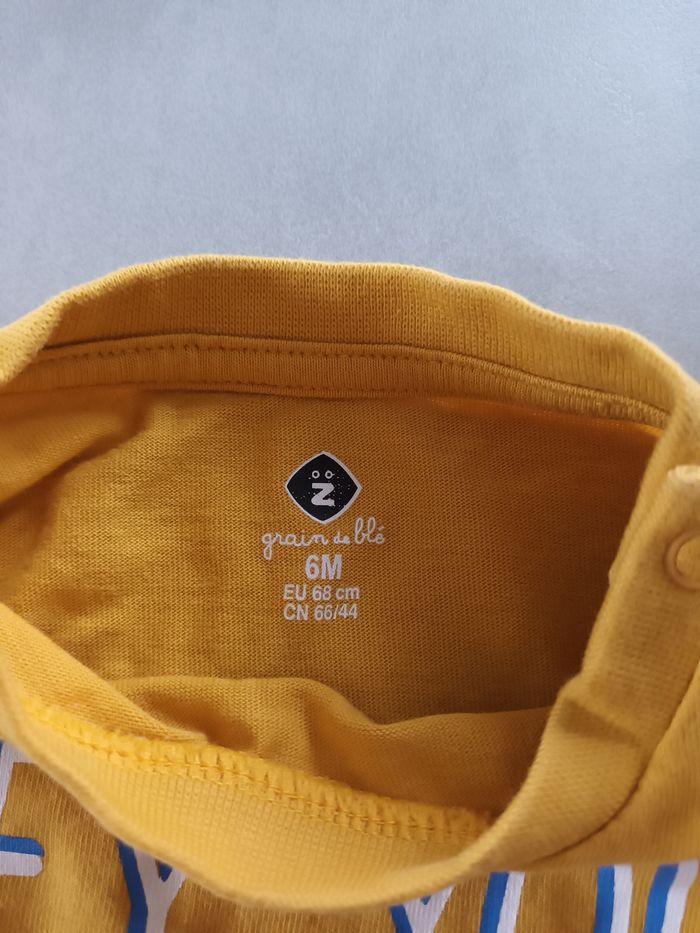 z
grain de blé
6M
EU 68 cm
CN 66/44